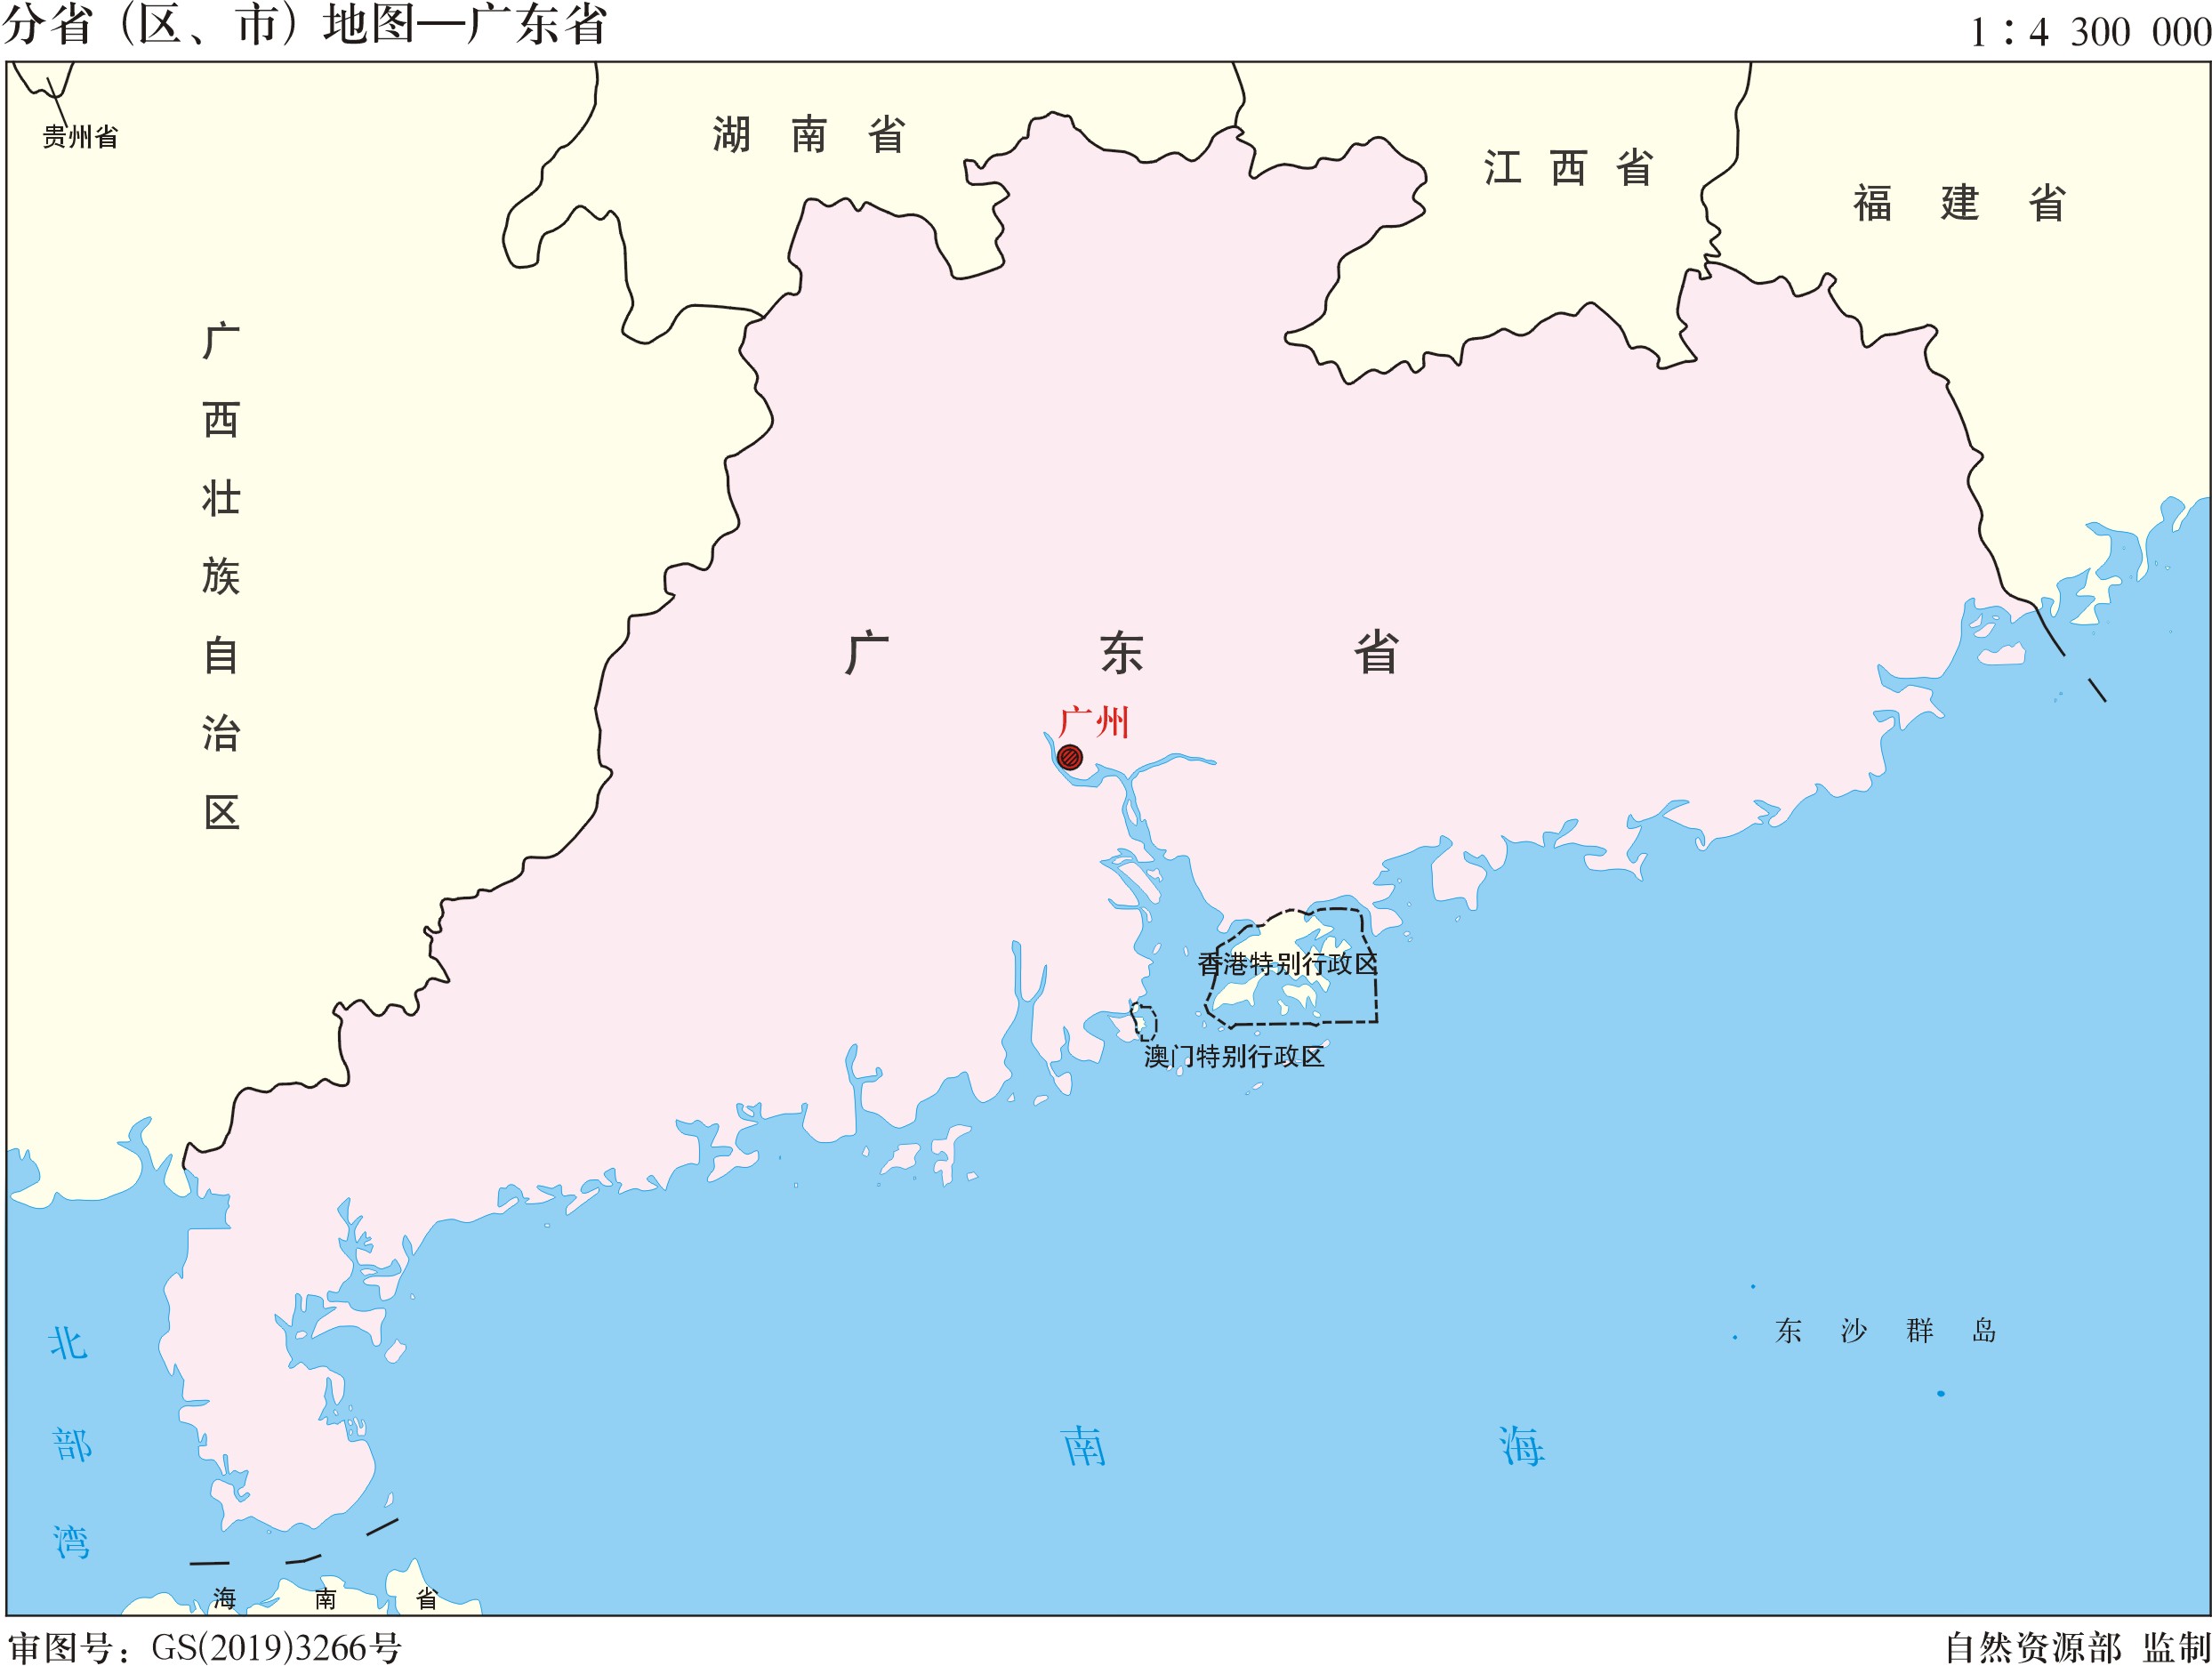 分省（区、市）地图—广东省
1：4 300 000
贵州省
湖南省
江西省
福建省
广西壮族自治区
广东省
广州
香港特别行政区
澳门特别行政区
东沙群岛
北部湾
南海
海南省
审图号：GS(2019)3266号
自然资源部 监制